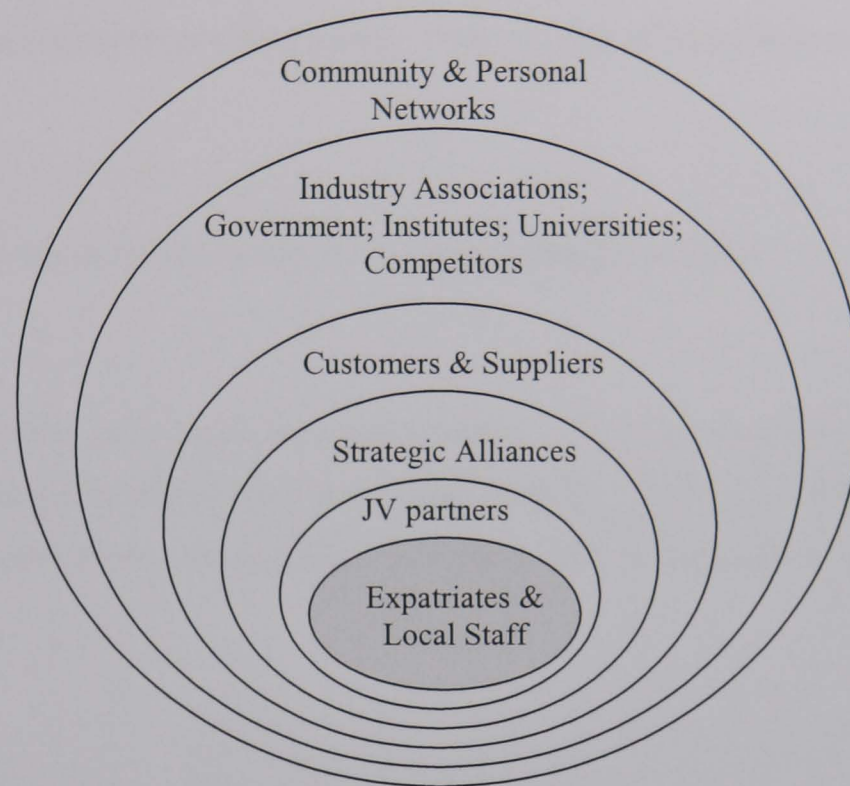 Community & Personal
Networks
Industry Associations;
Government; Institutes; Universities;
Competitors
Customers & Suppliers
Strategic Alliances
JV partners
Expatriates &
Local Staff